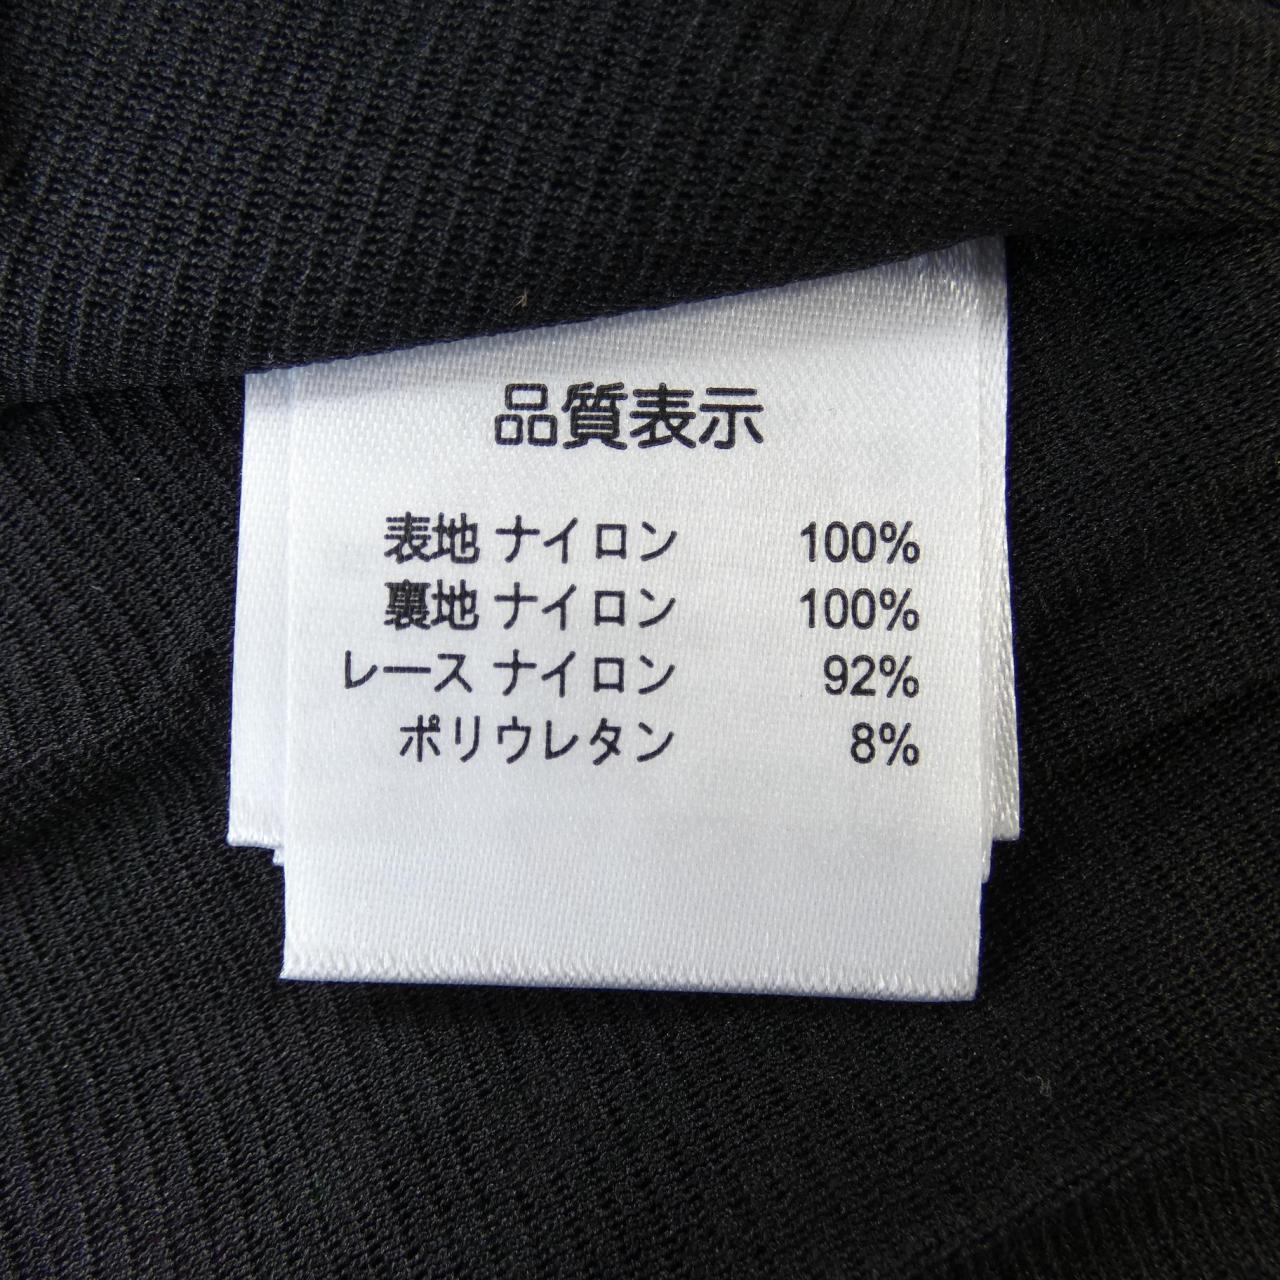 品質表示
表地 ナイロン 100%
裏地 ナイロン 100%
レース ナイロン 92%
ポリウレタン 8%